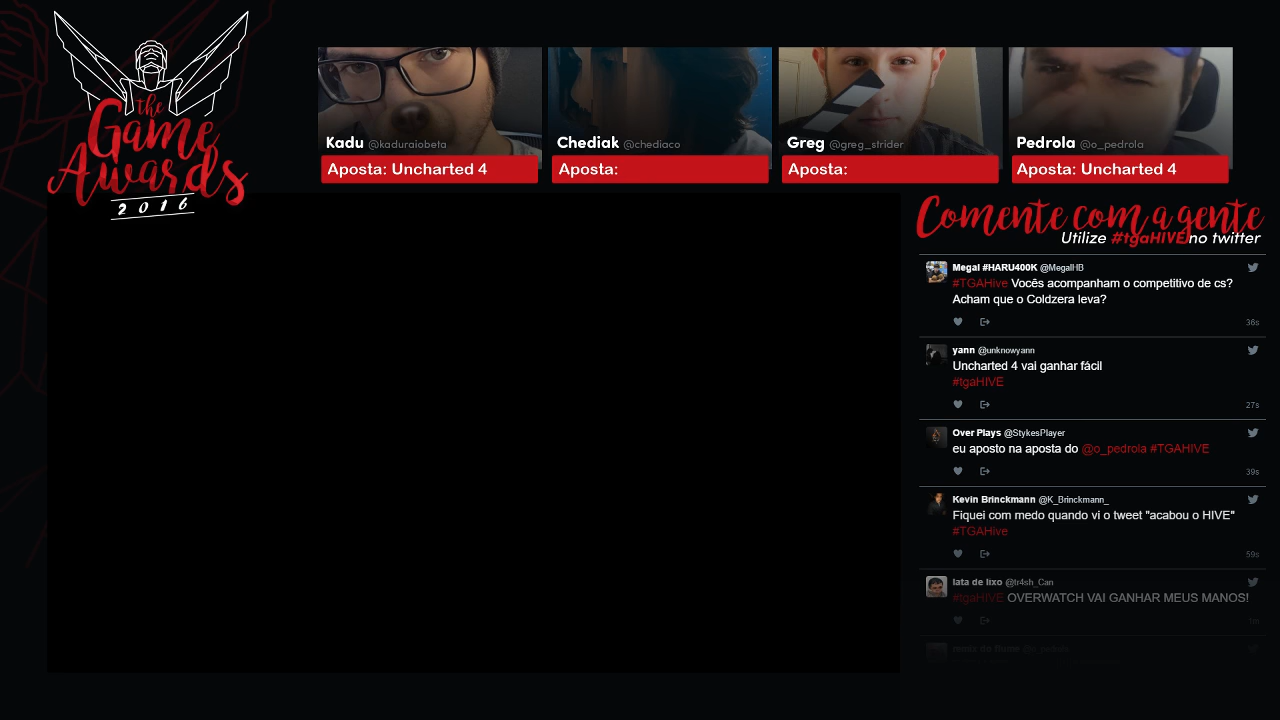 the
Game
Awards
2016
Kadu @kaduraiobeta
Aposta: Uncharted 4
Chediak @chediaco
Aposta:
Greg @greg_strider
Aposta:
Pedrola @o_pedrola
Aposta: Uncharted 4
Comente com a gente
Utilize #tgaHIVE no twitter
Megal #HARU400K @MegalHB
#TGAHive Vocês acompanham o competitivo de cs?
Acham que o Coldzera leva?
36s
yann @unknowyann
Uncharted 4 vai ganhar fácil
#tgaHIVE
27s
Over Plays @StykesPlayer
eu aposto na aposta do @o_pedrola #TGAHIVE
39s
Kevin Brinckmann @K_Brinckmann_
Fiquei com medo quando vi o tweet "acabou o HIVE"
#TGAHive
59s
lata de lixo @tr4sh_Can
#tgaHIVE OVERWATCH VAI GANHAR MEUS MANOS!
1m